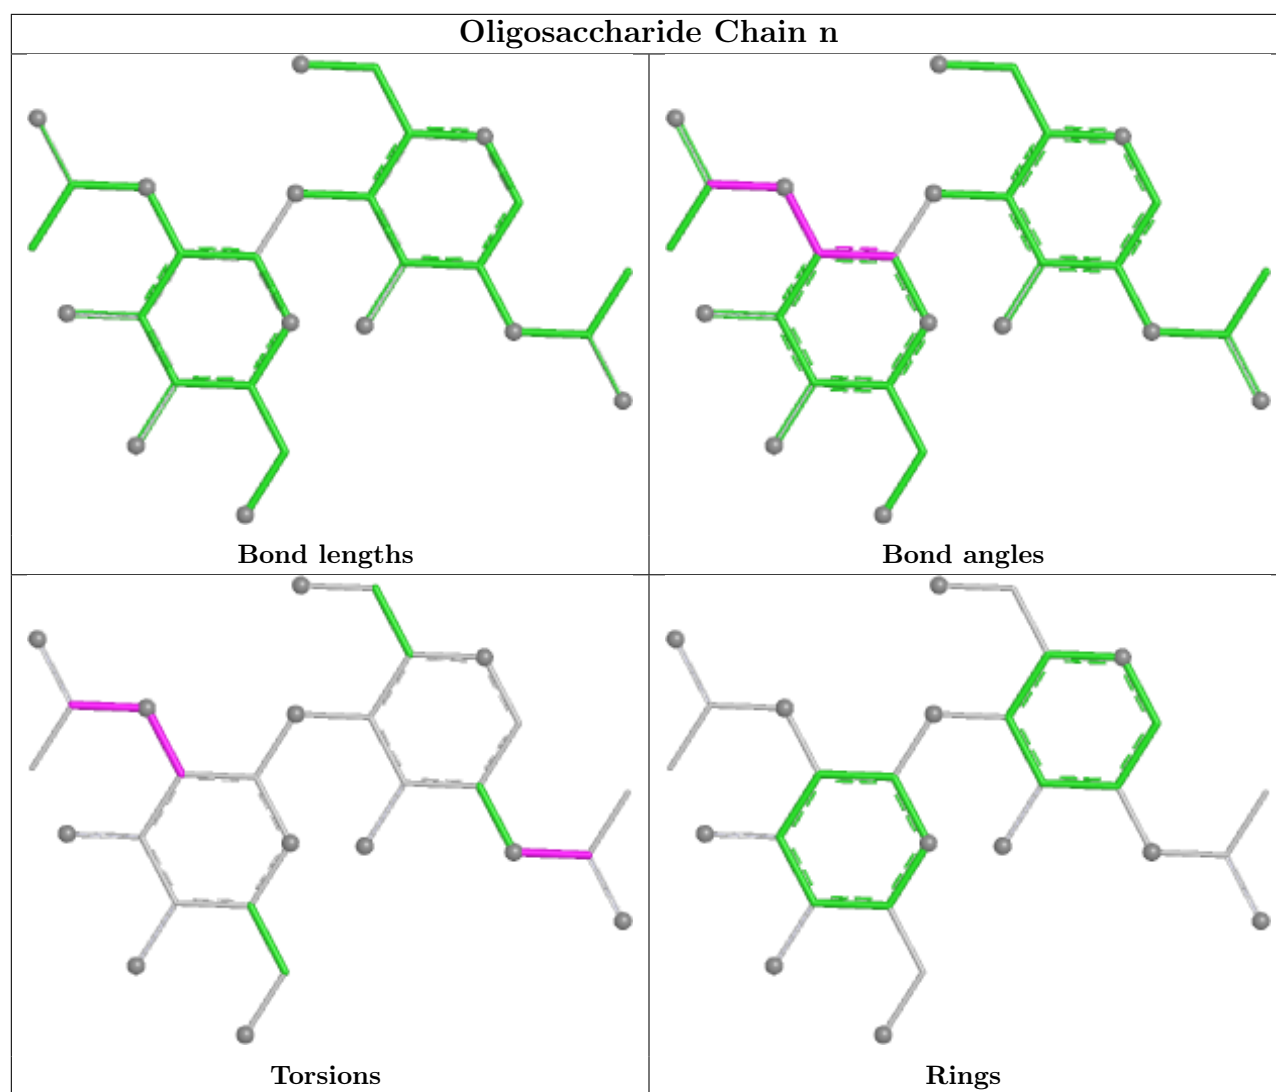 Oligosaccharide Chain n
Bond lengths
Bond angles
Torsions
Rings